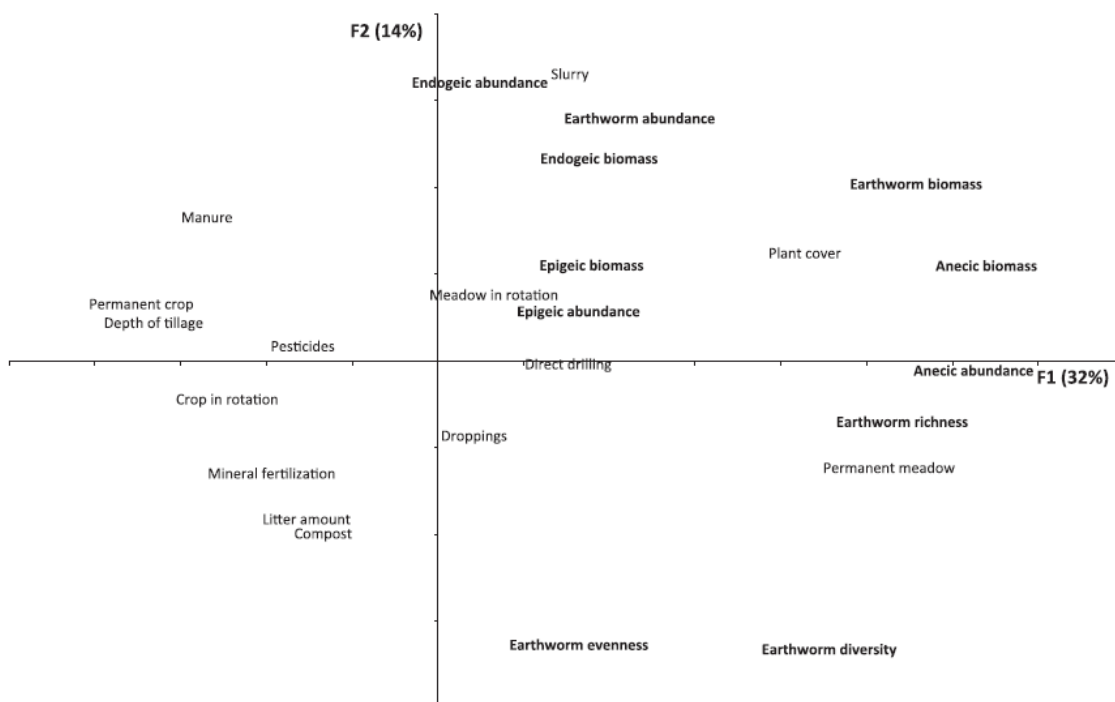 F2 (14%)
Slurry
Endogeic abundance
Earthworm abundance
Endogeic biomass
Earthworm biomass
Manure
Plant cover
Epigeic biomass
Anecic biomass
Meadow in rotation
Permanent crop
Epigeic abundance
Depth of tillage
Pesticides
Direct drilling
Anecic abundance
F1 (32%)
Crop in rotation
Earthworm richness
Droppings
Permanent meadow
Mineral fertilization
Litter amount
Compost
Earthworm evenness
Earthworm diversity